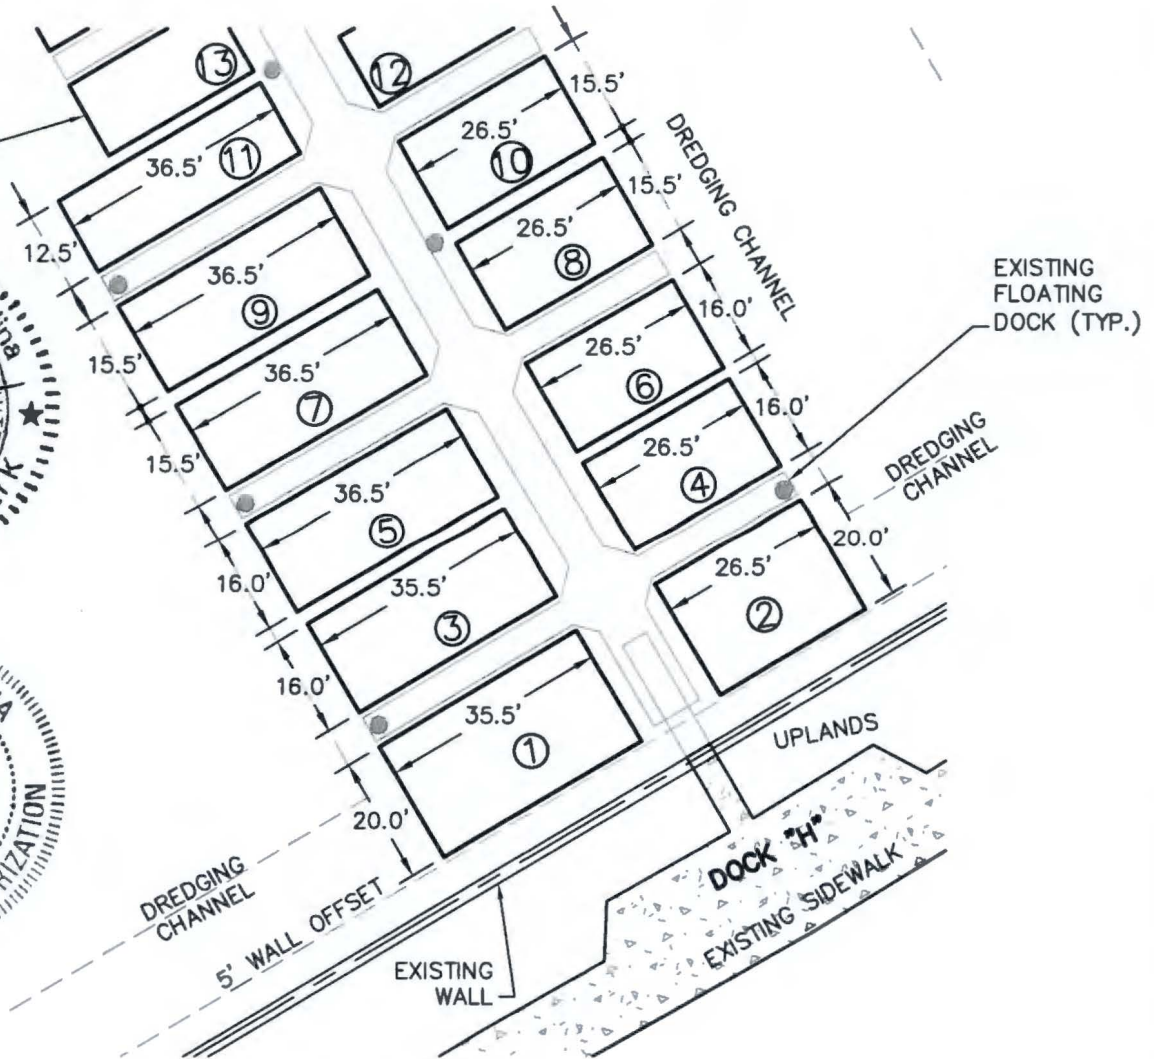 13
12
15.5'
26.5'
10
36.5'
11
DREDGING CHANNEL
15.5'
26.5'
8
12.5'
36.5'
9
EXISTING
FLOATING
DOCK (TYP.)
16.0'
26.5'
6
15.5'
36.5'
7
16.0'
26.5'
4
DREDGING
CHANNEL
15.5'
36.5'
5
20.0'
26.5'
2
16.0'
35.5'
3
16.0'
35.5'
1
UPLANDS
20.0'
DOCK "H"
EXISTING SIDEWALK
DREDGING
CHANNEL
5' WALL OFFSET
EXISTING
WALL